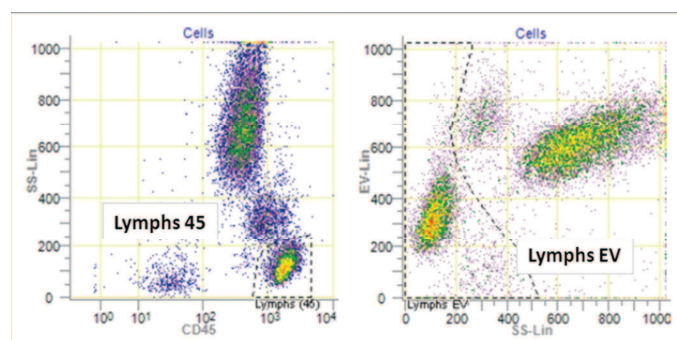 Cells
SS-Lin
1000
800
600
400
200
0
Lymphs 45
Lymphs (45)
10^0 10^1 10^2 10^3 10^4
CD45
Cells
EV-Lin
1000
800
600
400
200
0
Lymphs EV
Lymphs EV
0 200 400 600 800 1000
SS-Lin